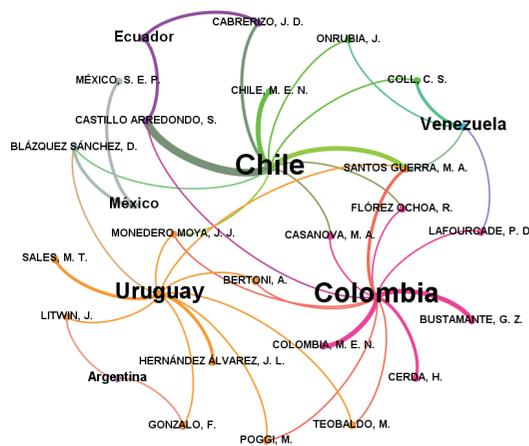 CABRERIZO, J. D.
Ecuador
ONRUBIA, J.
MÉXICO, S. E. P.
COLL, C. S.
CHILE, M. E. N.
CASTILLO ARREDONDO, S.
Venezuela
BLÁZQUEZ SÁNCHEZ, D.
Chile
SANTOS GUERRA, M. A.
México
FLÓREZ OCHOA, R.
MONEDERO MOYA, J. J.
CASANOVA, M. A.
LAFOURCADE, P. D
SALES, M. T.
BERTONI, A.
Uruguay
Colombia
LITWIN, J.
BUSTAMANTE, G. Z.
COLOMBIA, M. E. N.
HERNÁNDEZ ÁLVAREZ, J. L.
Argentina
CERDA, H.
GONZALO, F.
TEOBALDO, M.
POGGI, M.